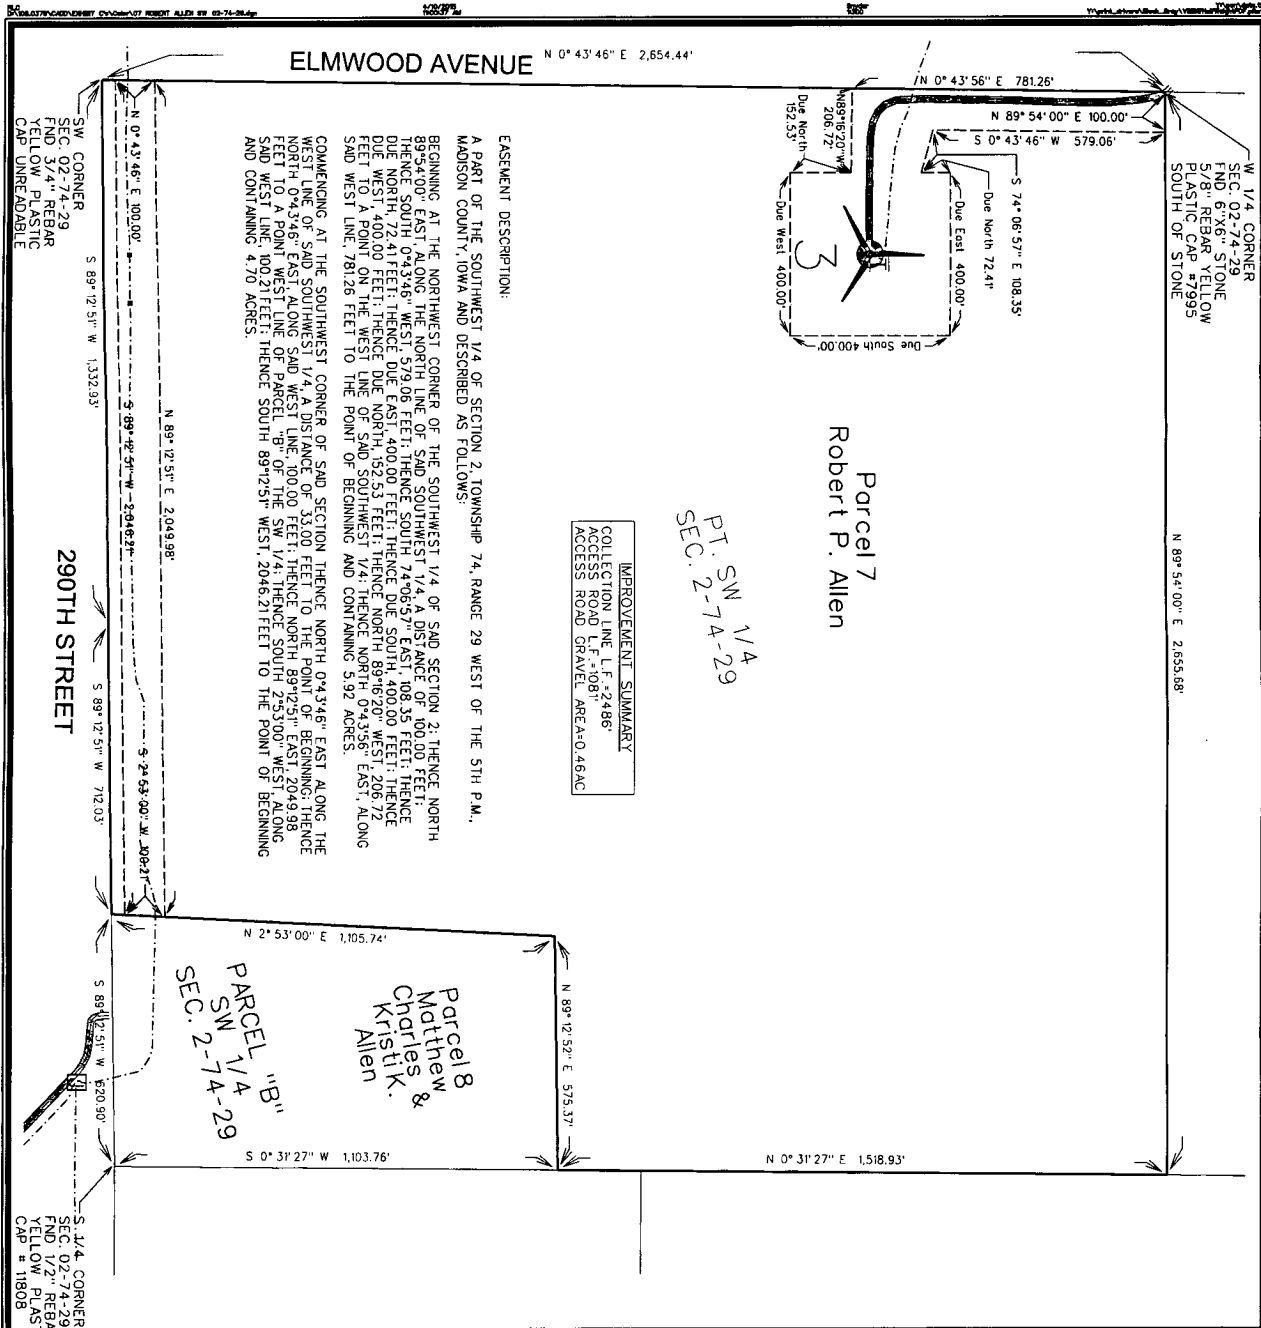 4/20/2015
ELMWOOD AVENUE
N 0° 43' 46" E 2,654.44'
N 0° 43' 56" E 781.26'
N 89° 54' 00" E 100.00'
S 0° 43' 46" W 579.06'
W 1/4 CORNER
SEC. 02-74-29
FND 6"X6" STONE
5/8" REBAR YELLOW
PLASTIC CAP #7995
SOUTH OF STONE
S 74° 06' 57" E 108.35'
Due North 72.41'
Due East 400.00'
Due South 400.00'
Due West 400.00'
Due North
152.53'
N89°16'20"W
206.72'
3
N 89° 54' 00" E 2,655.68'
Parcel 7
Robert P. Allen
PT. SW 1/4
SEC. 2-74-29
IMPROVEMENT SUMMARY
COLLECTION LINE L.F.=2486'
ACCESS ROAD L.F.=1081'
ACCESS ROAD GRAVEL AREA=0.46AC
EASEMENT DESCRIPTION:
A PART OF THE SOUTHWEST 1/4 OF SECTION 2, TOWNSHIP 74, RANGE 29 WEST OF THE 5TH P.M.,
MADISON COUNTY, IOWA AND DESCRIBED AS FOLLOWS:
BEGINNING AT THE NORTHWEST CORNER OF THE SOUTHWEST 1/4 OF SAID SECTION 2; THENCE NORTH
89°54'00" EAST, ALONG THE NORTH LINE OF SAID SOUTHWEST 1/4, A DISTANCE OF 100.00 FEET;
THENCE SOUTH 0°43'46" WEST, 579.06 FEET; THENCE SOUTH 74°06'57" EAST, 108.35 FEET; THENCE
DUE NORTH, 72.41 FEET; THENCE DUE EAST, 400.00 FEET; THENCE DUE SOUTH, 400.00 FEET; THENCE
DUE WEST, 400.00 FEET; THENCE DUE NORTH, 152.53 FEET; THENCE NORTH 89°16'20" WEST, 206.72
FEET TO A POINT ON THE WEST LINE OF SAID SOUTHWEST 1/4; THENCE NORTH 0°43'56" EAST, ALONG
SAID WEST LINE, 781.26 FEET TO THE POINT OF BEGINNING AND CONTAINING 5.92 ACRES.
COMMENCING AT THE SOUTHWEST CORNER OF SAID SECTION THENCE NORTH 0°43'46" EAST ALONG THE
WEST LINE OF SAID SOUTHWEST 1/4, A DISTANCE OF 33.00 FEET TO THE POINT OF BEGINNING; THENCE
NORTH 0°43'46" EAST, ALONG SAID WEST LINE, 100.00 FEET; THENCE NORTH 89°12'51" EAST, 2049.98
FEET TO A POINT WEST LINE OF PARCEL "B" OF THE SW 1/4; THENCE SOUTH 2°53'00" WEST, ALONG
SAID WEST LINE, 100.21 FEET; THENCE SOUTH 89°12'51" WEST, 2046.21 FEET TO THE POINT OF BEGINNING
AND CONTAINING 4.70 ACRES.
N 0° 43' 46" E 100.00'
N 89° 12' 51" E 2,049.98'
S 89° 12' 51" W 2,046.21'
S 2° 53' 00" W 100.21'
SW CORNER
SEC. 02-74-29
FND 3/4" REBAR
YELLOW PLASTIC
CAP UNREADABLE
S 89° 12' 51" W 1,332.93'
S 89° 12' 51" W 712.03'
290TH STREET
N 2° 53' 00" E 1,105.74'
N 89° 12' 52" E 575.37'
Parcel 8
Matthew
Charles &
Kristi K.
Allen
PARCEL "B"
SW 1/4
SEC. 2-74-29
S 89° 12' 51" W 620.90'
S 0° 31' 27" W 1,103.76'
N 0° 31' 27" E 1,518.93'
S. 1/4 CORNER
SEC. 02-74-29
FND 1/2" REBA
YELLOW PLAS
CAP # 11808